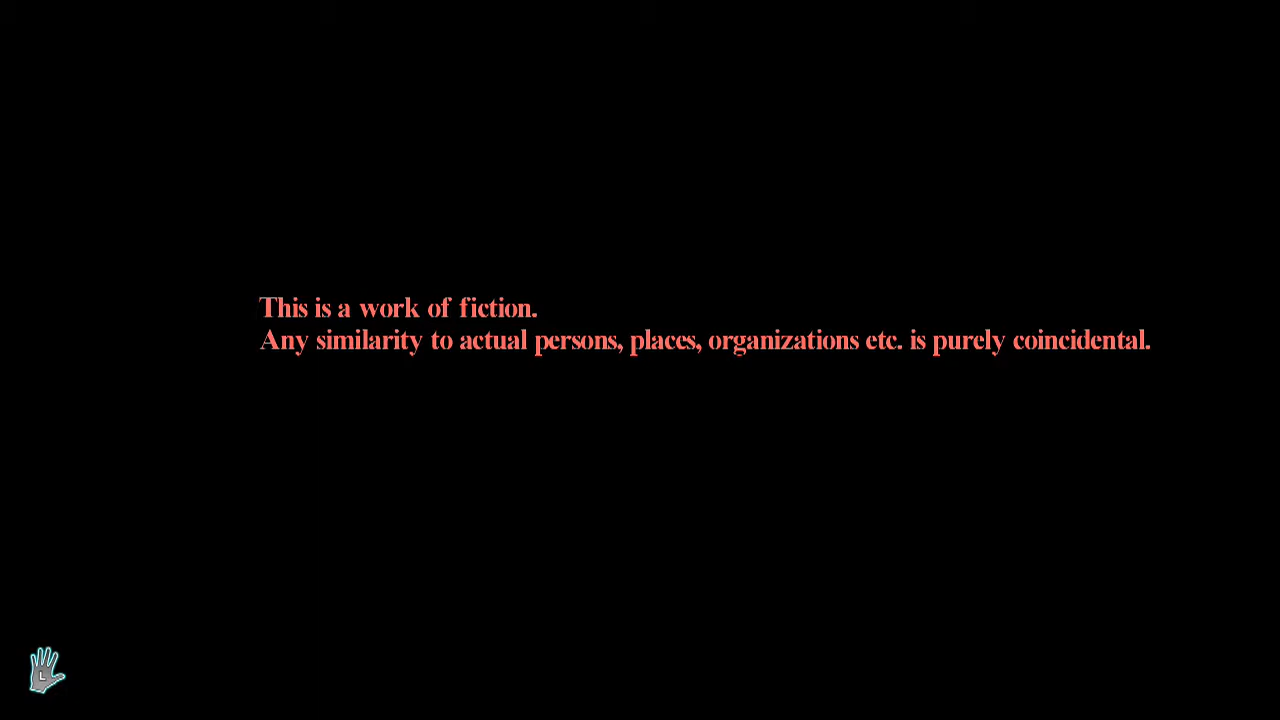 This is a work of fiction.
Any similarity to actual persons, places, organizations etc. is purely coincidental.
L